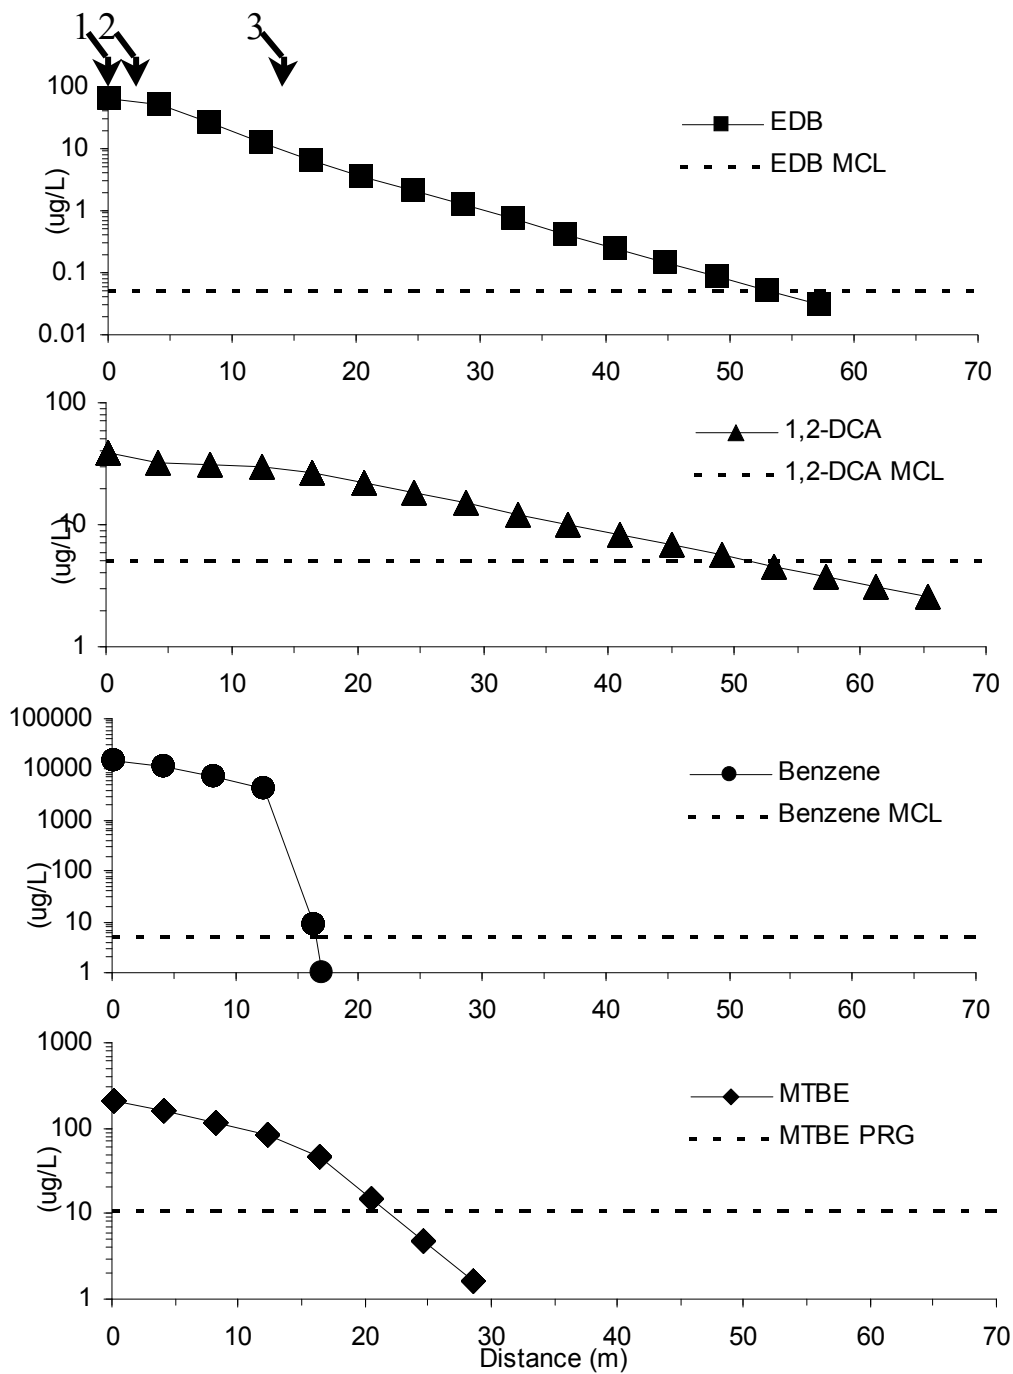 1 2 3
100
10
1
0.1
0.01
(ug/L)
EDB
EDB MCL
0 10 20 30 40 50 60 70
100
10
1
(ug/L)
1,2-DCA
1,2-DCA MCL
0 10 20 30 40 50 60 70
100000
10000
1000
100
10
1
(ug/L)
Benzene
Benzene MCL
0 10 20 30 40 50 60 70
1000
100
10
1
(ug/L)
MTBE
MTBE PRG
0 10 20 30 40 50 60 70
Distance (m)